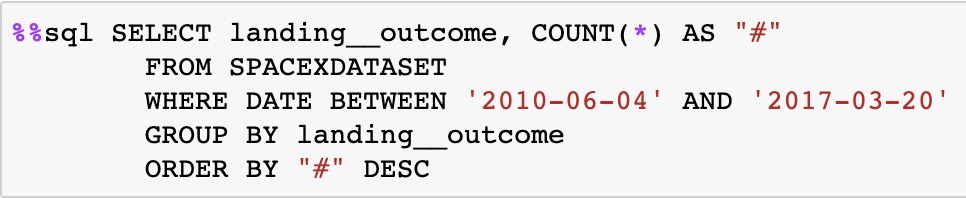 %%sql SELECT landing__outcome, COUNT(*) AS "#"
FROM SPACEXDATASET
WHERE DATE BETWEEN '2010-06-04' AND '2017-03-20'
GROUP BY landing__outcome
ORDER BY "#" DESC